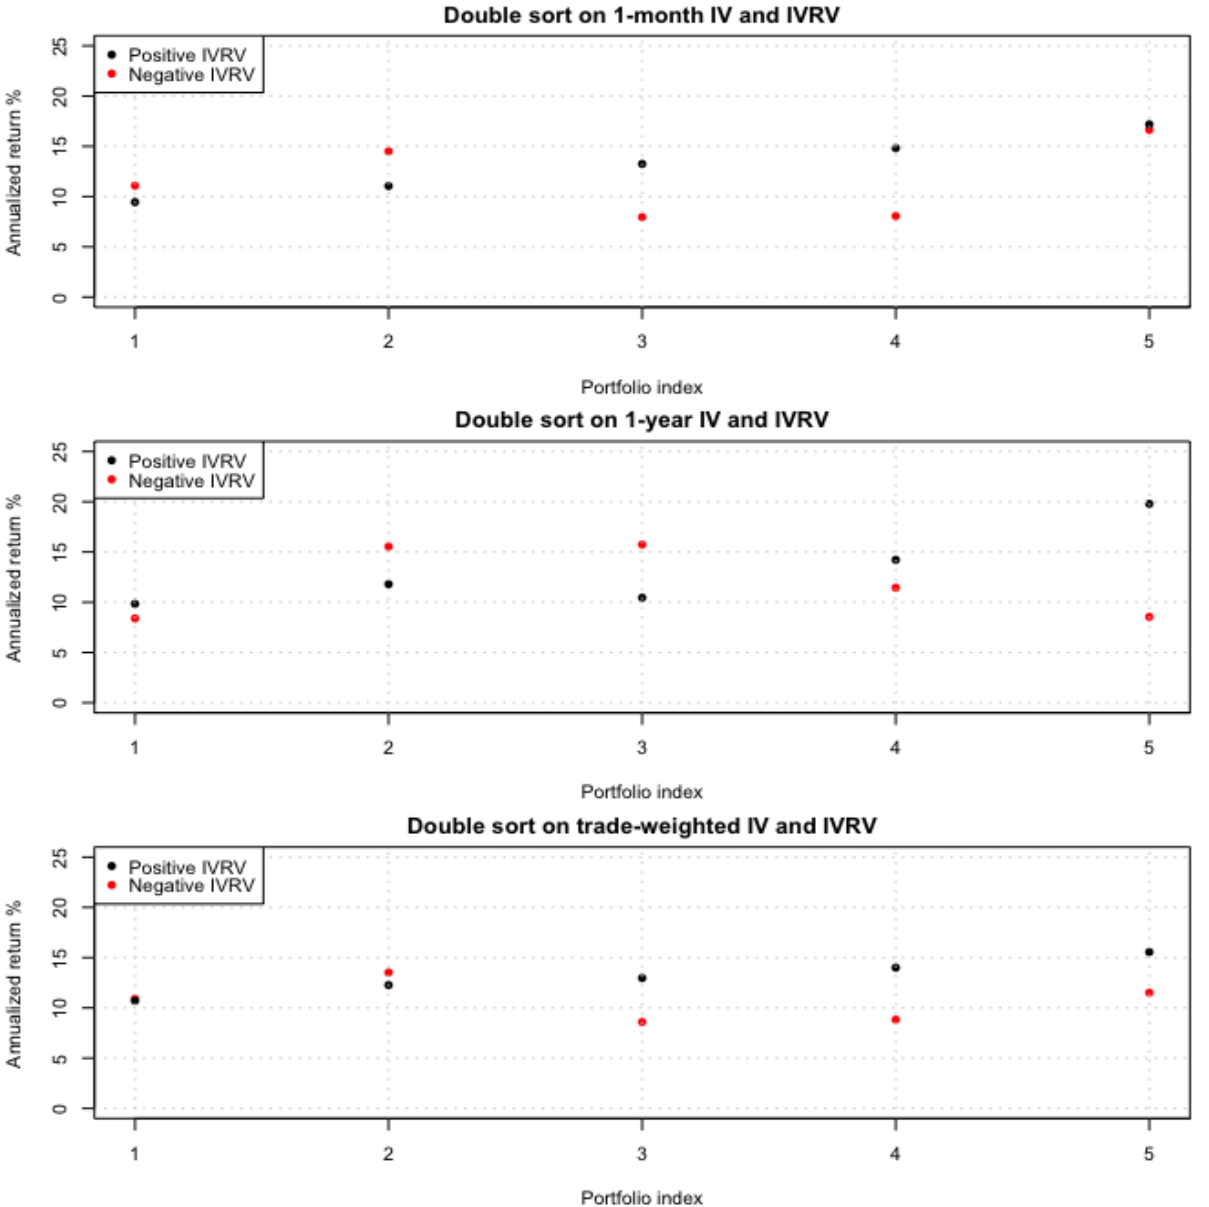 Double sort on 1-month IV and IVRV
Positive IVRV
Negative IVRV
Annualized return %
25
20
15
10
5
0
1 2 3 4 5
Portfolio index
Double sort on 1-year IV and IVRV
Positive IVRV
Negative IVRV
Annualized return %
25
20
15
10
5
0
1 2 3 4 5
Portfolio index
Double sort on trade-weighted IV and IVRV
Positive IVRV
Negative IVRV
Annualized return %
25
20
15
10
5
0
1 2 3 4 5
Portfolio index